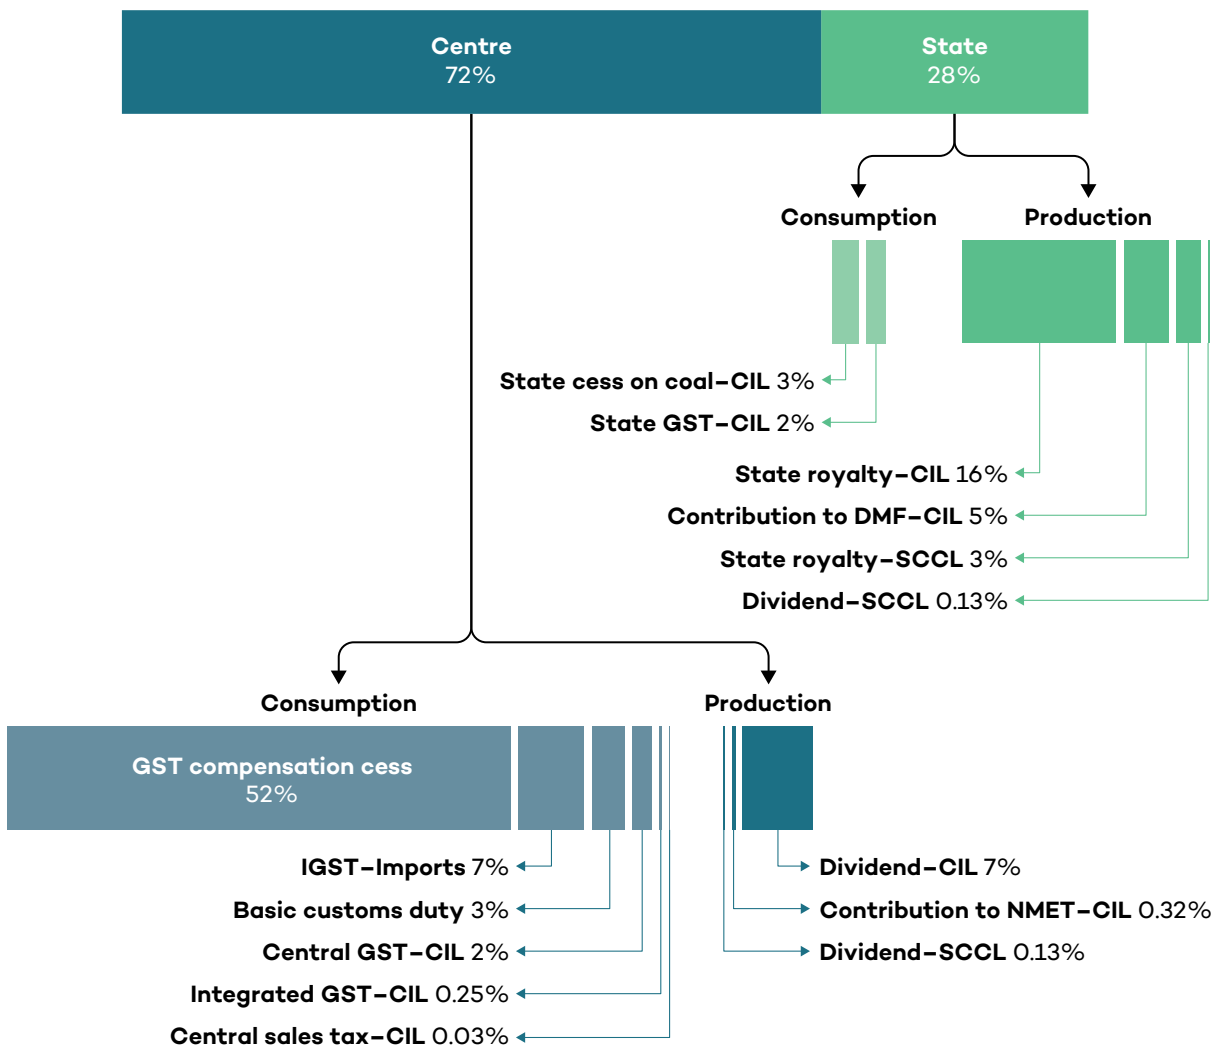 Centre
72%
State
28%
Consumption
Production
State cess on coal–CIL 3%
State GST–CIL 2%
State royalty–CIL 16%
Contribution to DMF–CIL 5%
State royalty–SCCL 3%
Dividend–SCCL 0.13%
Consumption
Production
GST compensation cess
52%
IGST–Imports 7%
Basic customs duty 3%
Central GST–CIL 2%
Integrated GST–CIL 0.25%
Central sales tax–CIL 0.03%
Dividend–CIL 7%
Contribution to NMET–CIL 0.32%
Dividend–SCCL 0.13%